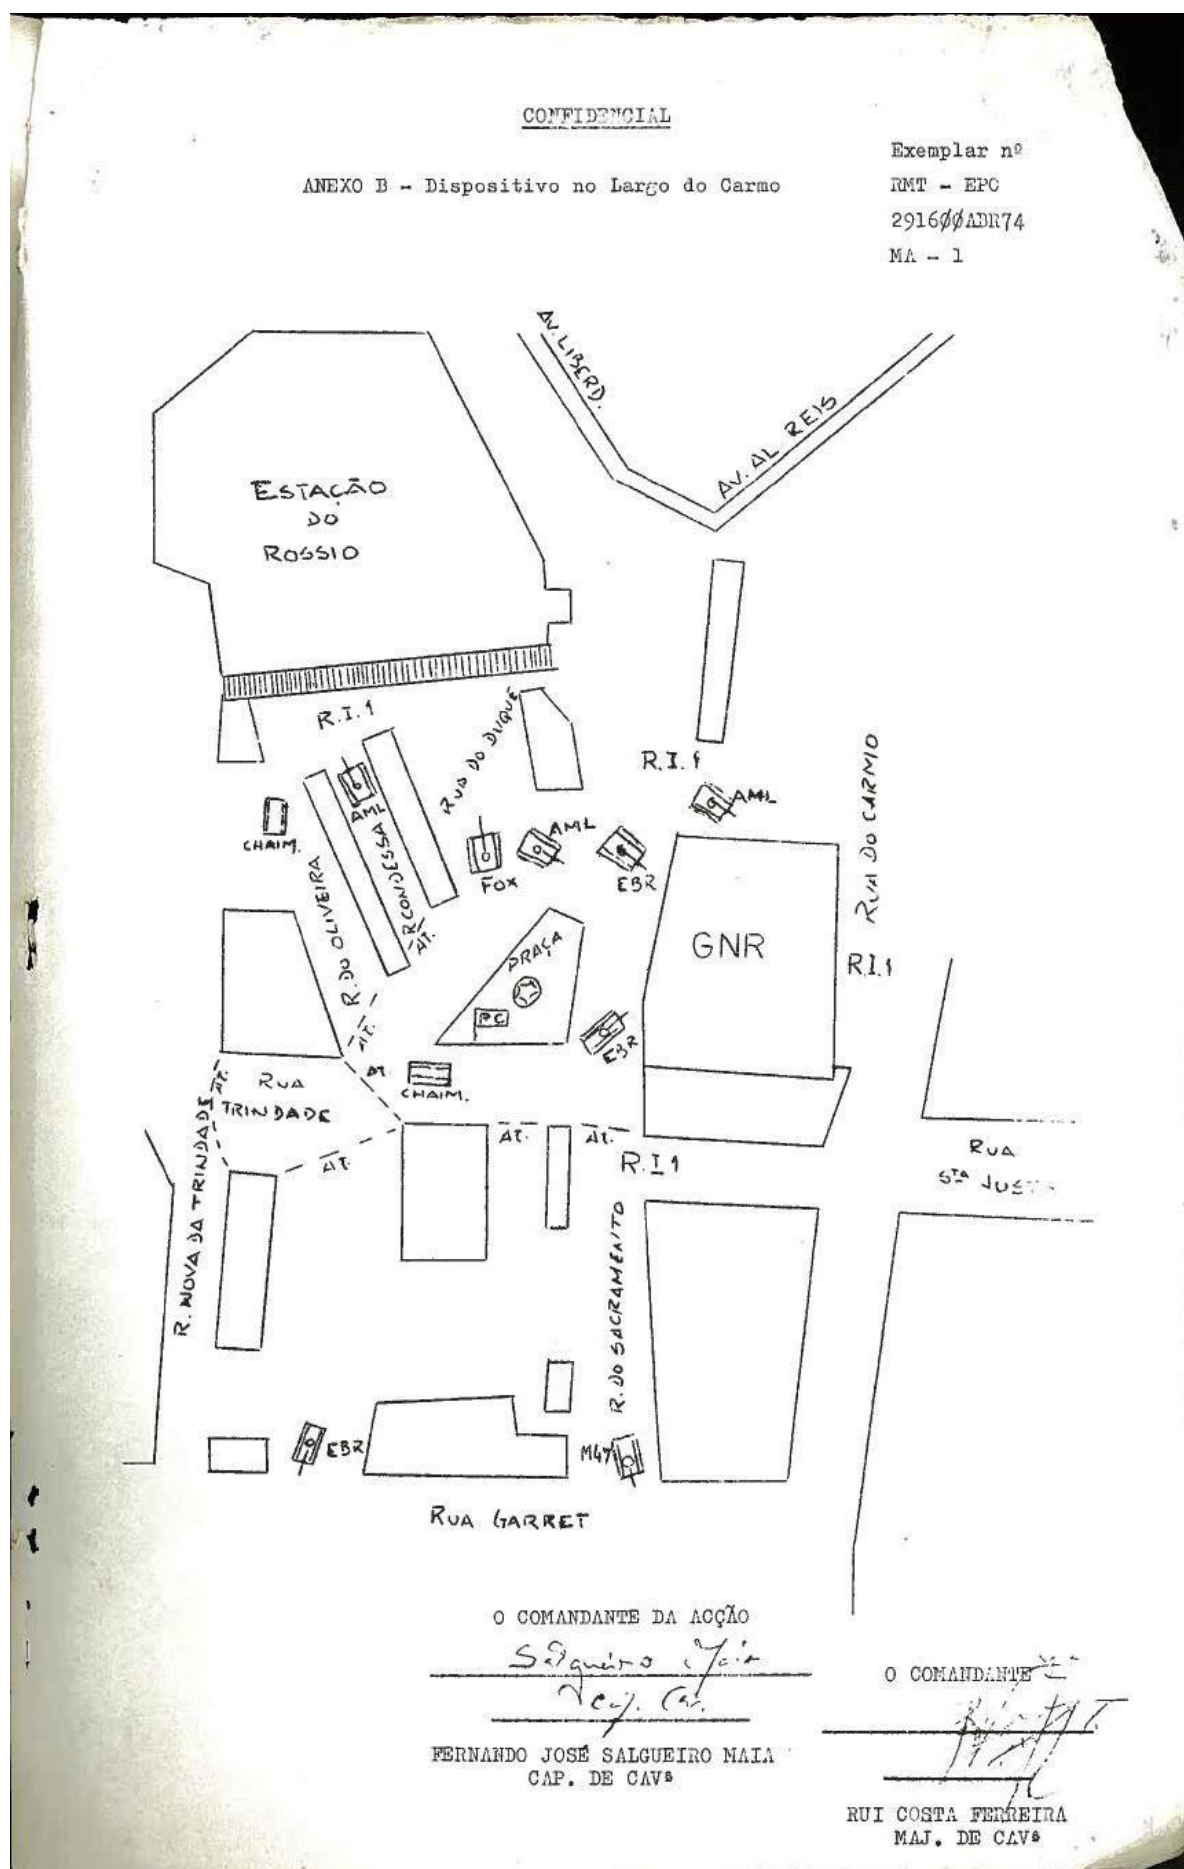 CONFIDENCIAL
Exemplar nº
ANEXO B - Dispositivo no Largo do Carmo
RMT - EPC
291600ABR74
MA - 1
AV. LIBERD.
AV. AL REIS
ESTAÇÃO
DO
ROSSIO
R.I.1
RUA DO DUQUE
R.I.1
RUA DO CARMO
AML
AML
CHAIM.
R. CONDESSA
FOX
AML
EBR
R. DO OLIVEIRA
AT.
PRAÇA
GNR
R.I.1
PC
AT.
EBR
AT.
RUA
TRINDADE
AT.
CHAIM.
AT.
AT.
AT.
R.I1
RUA
STA JUST
R. NOVA DA TRINDADE
R. DO SACRAMENTO
EBR
M47
RUA GARRET
O COMANDANTE DA ACÇÃO
Salgueiro Maia
O COMANDANTE
FERNANDO JOSÉ SALGUEIRO MAIA
CAP. DE CAVª
RUI COSTA FERREIRA
MAJ. DE CAVª